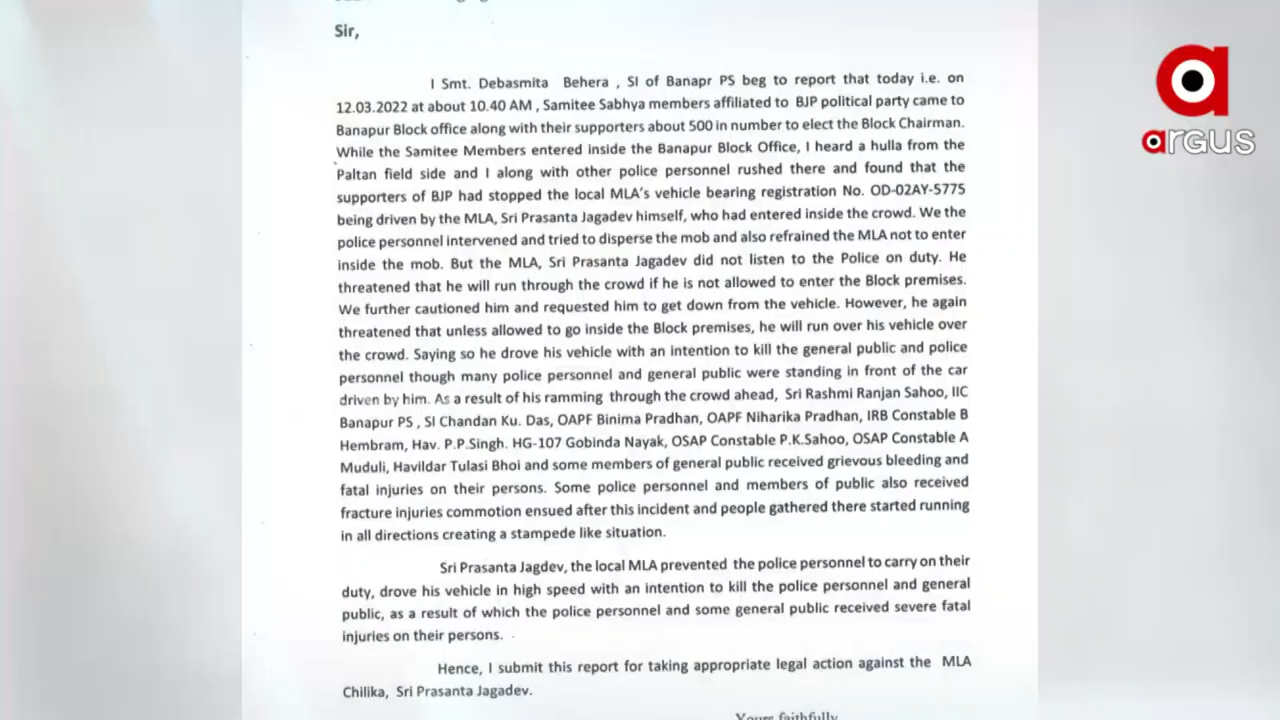 Sir,
I Smt. Debasmita Behera , SI of Banapr PS beg to report that today i.e. on
12.03.2022 at about 10.40 AM , Samitee Sabhya members affiliated to BJP political party came to
Banapur Block office along with their supporters about 500 in number to elect the Block Chairman.
While the Samitee Members entered inside the Banapur Block Office, I heard a hulla from the
Paltan field side and I along with other police personnel rushed there and found that the
supporters of BJP had stopped the local MLA's vehicle bearing registration No. OD-02AY-5775
being driven by the MLA, Sri Prasanta Jagadev himself, who had entered inside the crowd. We the
police personnel intervened and tried to disperse the mob and also refrained the MLA not to enter
inside the mob. But the MLA, Sri Prasanta Jagadev did not listen to the Police on duty. He
threatened that he will run through the crowd if he is not allowed to enter the Block premises.
We further cautioned him and requested him to get down from the vehicle. However, he again
threatened that unless allowed to go inside the Block premises, he will run over his vehicle over
the crowd. Saying so he drove his vehicle with an intention to kill the general public and police
personnel though many police personnel and general public were standing in front of the car
driven by him. As a result of his ramming through the crowd ahead, Sri Rashmi Ranjan Sahoo, IIC
Banapur PS , SI Chandan Ku. Das, OAPF Binima Pradhan, OAPF Niharika Pradhan, IRB Constable B
Hembram, Hav. P.P.Singh. HG-107 Gobinda Nayak, OSAP Constable P.K.Sahoo, OSAP Constable A
Muduli, Havildar Tulasi Bhoi and some members of general public received grievous bleeding and
fatal injuries on their persons. Some police personnel and members of public also received
fracture injuries commotion ensued after this incident and people gathered there started running
in all directions creating a stampede like situation.
Sri Prasanta Jagdev, the local MLA prevented the police personnel to carry on their
duty, drove his vehicle in high speed with an intention to kill the police personnel and general
public, as a result of which the police personnel and some general public received severe fatal
injuries on their persons.
Hence, I submit this report for taking appropriate legal action against the MLA
Chilika, Sri Prasanta Jagadev.
Yours faithfully
argus